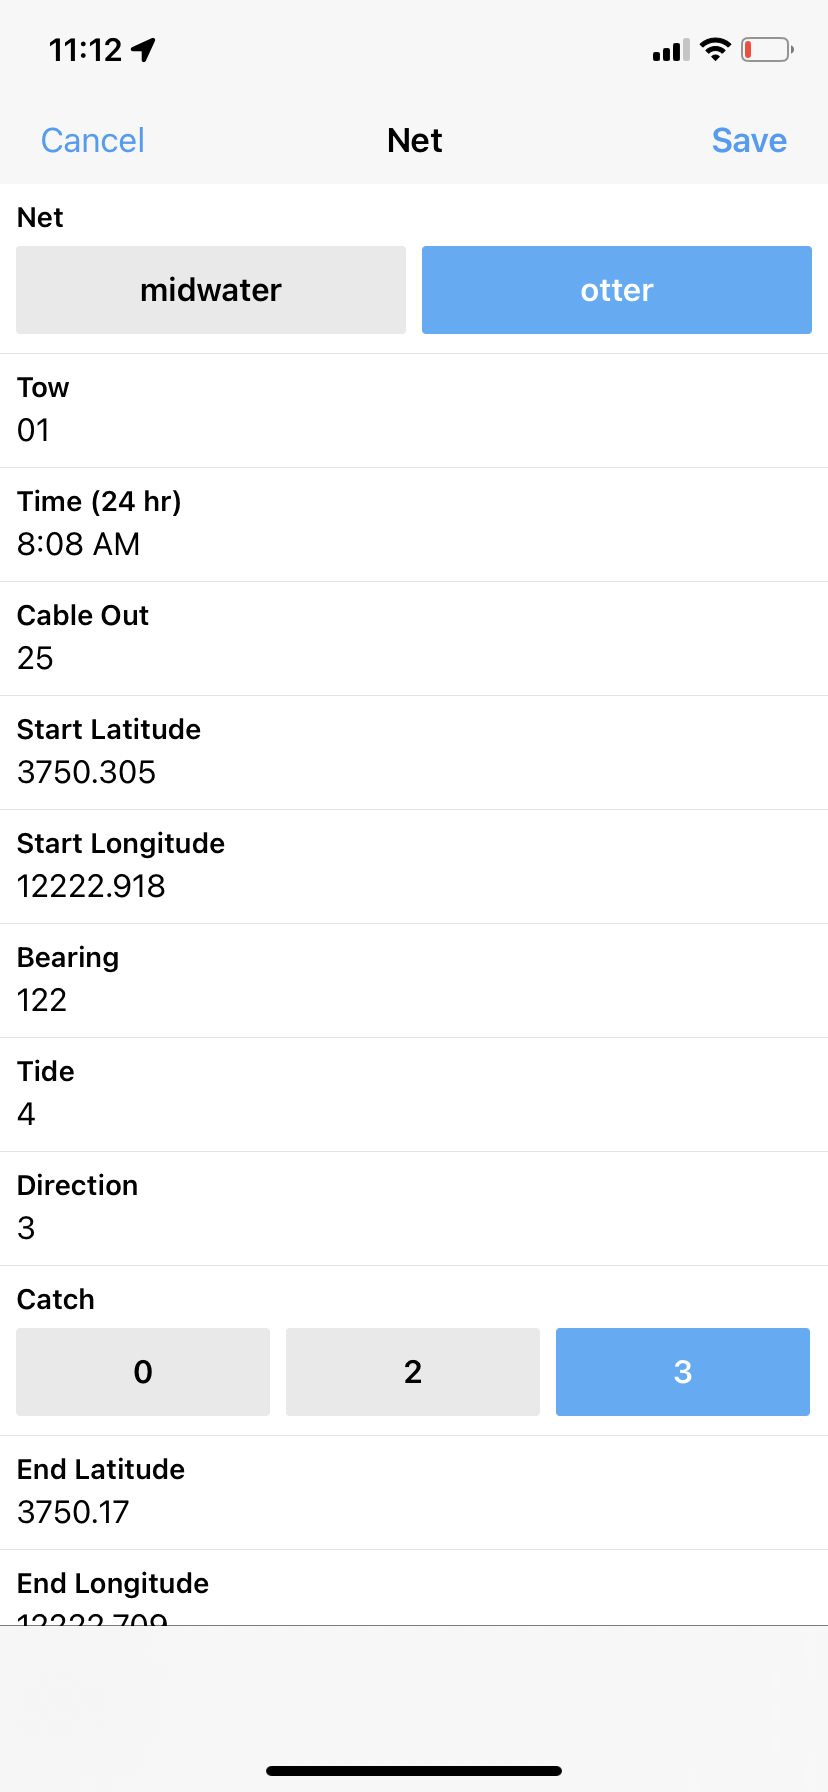 11:12
Cancel Net Save
Net
midwater otter
Tow
01
Time (24 hr)
8:08 AM
Cable Out
25
Start Latitude
3750.305
Start Longitude
12222.918
Bearing
122
Tide
4
Direction
3
Catch
0 2 3
End Latitude
3750.17
End Longitude
12222.709